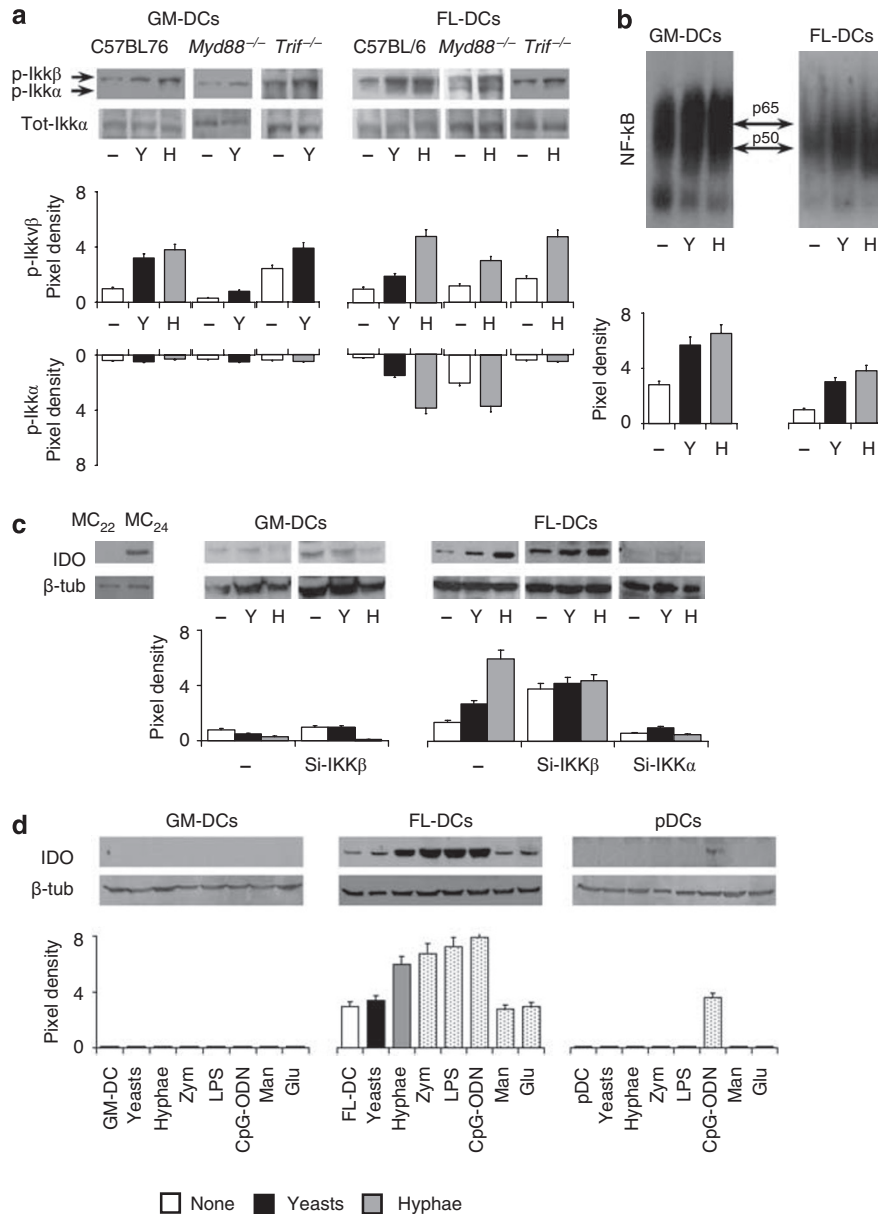 a
GM-DCs
FL-DCs
C57BL76 Myd88−/− Trif−/−
C57BL/6 Myd88−/− Trif−/−
p-Ikkβ
p-Ikkα
Tot-Ikkα
– Y H – Y – Y
– Y H – H – H
p-Ikkvβ
Pixel density
8
4
0
– Y H – Y – Y
– Y H – H – H
p-Ikkα
Pixel density
0
4
8
b
GM-DCs
FL-DCs
NF-kB
p65
p50
– Y H
– Y H
Pixel density
8
4
0
– Y H
– Y H
c
MC22 MC24
GM-DCs
FL-DCs
IDO
β-tub
– Y H – Y H
– Y H – Y H – Y H
Pixel density
8
4
0
– Si-IKKβ
– Si-IKKβ Si-IKKα
d
GM-DCs
FL-DCs
pDCs
IDO
β-tub
Pixel density
8
4
0
GM-DC Yeasts Hyphae Zym LPS CpG-ODN Man Glu
FL-DC Yeasts Hyphae Zym LPS CpG-ODN Man Glu
pDC Yeasts Hyphae Zym LPS CpG-ODN Man Glu
None Yeasts Hyphae